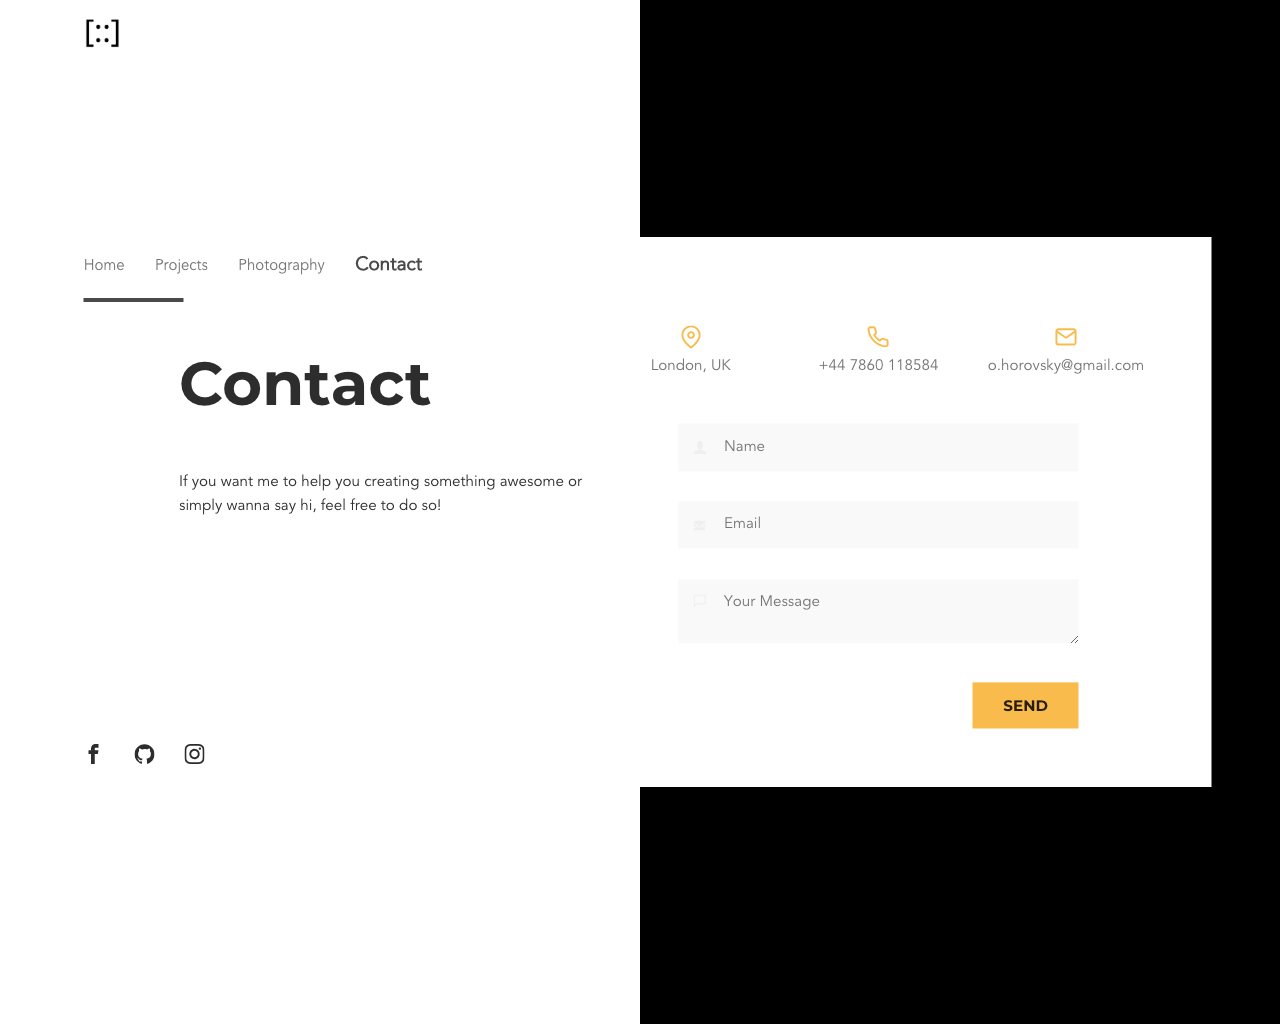 [::]
Home Projects Photography Contact
Contact
If you want me to help you creating something awesome or
simply wanna say hi, feel free to do so!
London, UK
+44 7860 118584
o.horovsky@gmail.com
Name
Email
Your Message
SEND